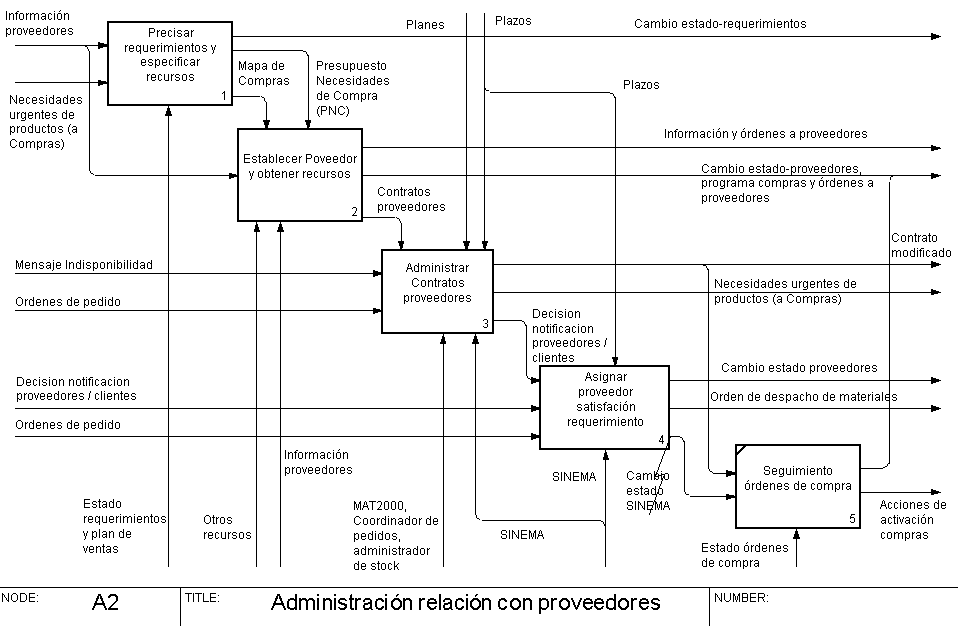 Información
proveedores
Precisar
requerimientos y
especificar
recursos
1
Planes
Plazos
Cambio estado-requerimientos
Mapa de
Compras
Presupuesto
Necesidades
de Compra
(PNC)
Plazos
Necesidades
urgentes de
productos (a
Compras)
Establecer Poveedor
y obtener recursos
2
Información y órdenes a proveedores
Cambio estado-proveedores,
programa compras y órdenes a
proveedores
Contratos
proveedores
Contrato
modificado
Mensaje Indisponibilidad
Ordenes de pedido
Administrar
Contratos
proveedores
3
Necesidades urgentes de
productos (a Compras)
Decision
notificacion
proveedores /
clientes
Decision notificacion
proveedores / clientes
Ordenes de pedido
Asignar
proveedor
satisfación
requerimiento
4
Cambio estado proveedores
Orden de despacho de materiales
Información
proveedores
SINEMA
Cambio
estado
SINEMA
Seguimiento
órdenes de compra
5
Estado
requerimientos
y plan de
ventas
Otros
recursos
MAT2000,
Coordinador de
pedidos,
administrador
de stock
SINEMA
Acciones de
activación
compras
Estado órdenes
de compra
NODE:
A2
TITLE:
Administración relación con proveedores
NUMBER: